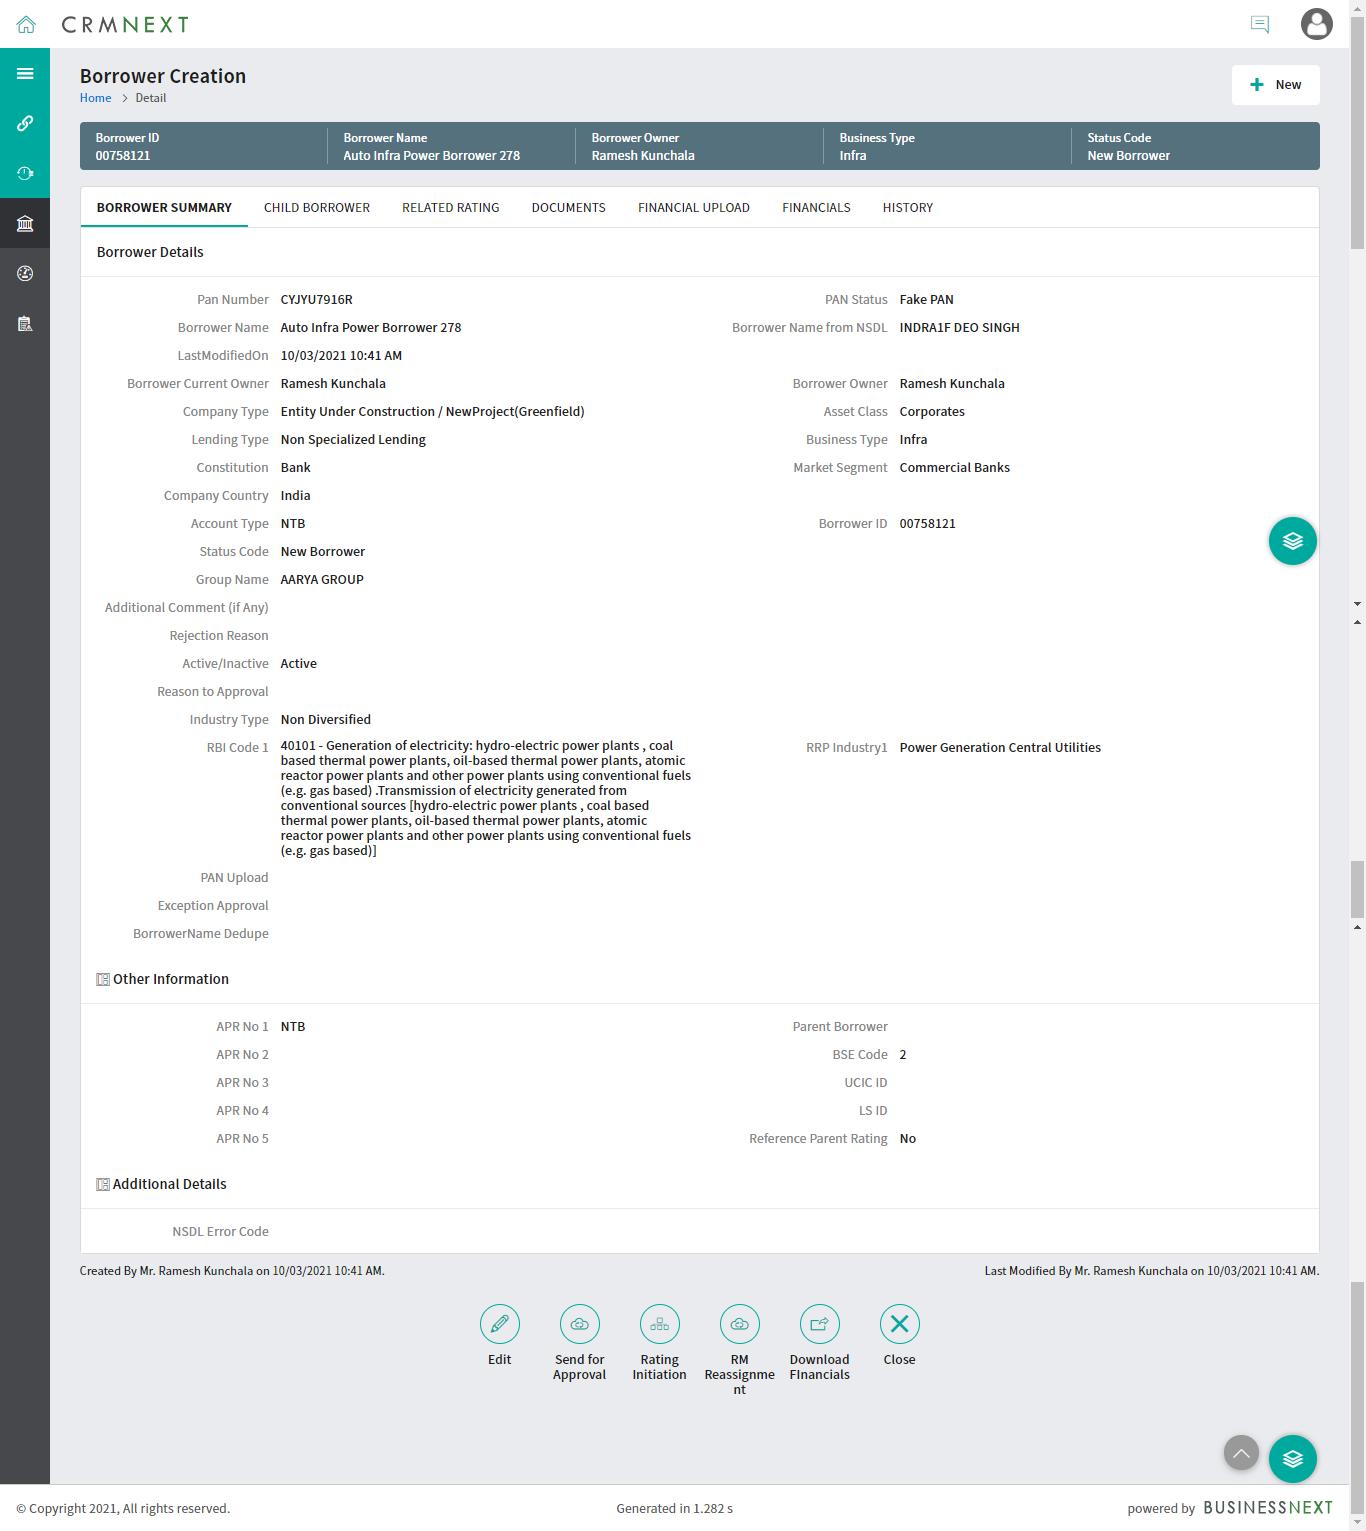 CRMNEXT
Borrower Creation
Home > Detail
New
Borrower ID
00758121
Borrower Name
Auto Infra Power Borrower 278
Borrower Owner
Ramesh Kunchala
Business Type
Infra
Status Code
New Borrower
BORROWER SUMMARY CHILD BORROWER RELATED RATING DOCUMENTS FINANCIAL UPLOAD FINANCIALS HISTORY
Borrower Details
Pan Number CYJYU7916R PAN Status Fake PAN
Borrower Name Auto Infra Power Borrower 278 Borrower Name from NSDL INDRA1F DEO SINGH
LastModifiedOn 10/03/2021 10:41 AM
Borrower Current Owner Ramesh Kunchala Borrower Owner Ramesh Kunchala
Company Type Entity Under Construction / NewProject(Greenfield) Asset Class Corporates
Lending Type Non Specialized Lending Business Type Infra
Constitution Bank Market Segment Commercial Banks
Company Country India
Account Type NTB Borrower ID 00758121
Status Code New Borrower
Group Name AARYA GROUP
Additional Comment (if Any)
Rejection Reason
Active/Inactive Active
Reason to Approval
Industry Type Non Diversified
RBI Code 1 40101 - Generation of electricity: hydro-electric power plants , coal RRP Industry1 Power Generation Central Utilities
based thermal power plants, oil-based thermal power plants, atomic
reactor power plants and other power plants using conventional fuels
(e.g. gas based) .Transmission of electricity generated from
conventional sources [hydro-electric power plants , coal based
thermal power plants, oil-based thermal power plants, atomic
reactor power plants and other power plants using conventional fuels
(e.g. gas based)]
PAN Upload
Exception Approval
BorrowerName Dedupe
Other Information
APR No 1 NTB Parent Borrower
APR No 2 BSE Code 2
APR No 3 UCIC ID
APR No 4 LS ID
APR No 5 Reference Parent Rating No
Additional Details
NSDL Error Code
Created By Mr. Ramesh Kunchala on 10/03/2021 10:41 AM. Last Modified By Mr. Ramesh Kunchala on 10/03/2021 10:41 AM.
Edit
Send for
Approval
Rating
Initiation
RM
Reassignme
nt
Download
FInancials
Close
© Copyright 2021, All rights reserved. Generated in 1.282 s powered by BUSINESSNEXT